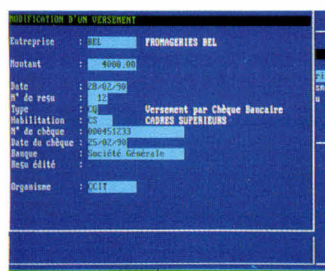 MODIFICATION D'UN VERSEMENT
Entreprise : BEL FROMAGERIES BEL
Montant : 4000.00
Date : 28/02/90
N° de reçu : 12
Type : CQ Versement par Chèque Bancaire
Habilitation : CS CADRES SUPERIEURS
N° de chèque : 000451233
Date du chèque : 25/02/90
Banque : Société Générale
Reçu édité :
Organisme : CCIT